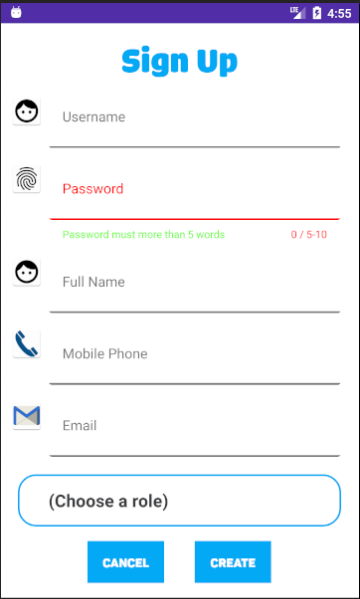 LTE 4:55
Sign Up
Username
Password
Password must more than 5 words 0 / 5-10
Full Name
Mobile Phone
Email
(Choose a role)
CANCEL CREATE